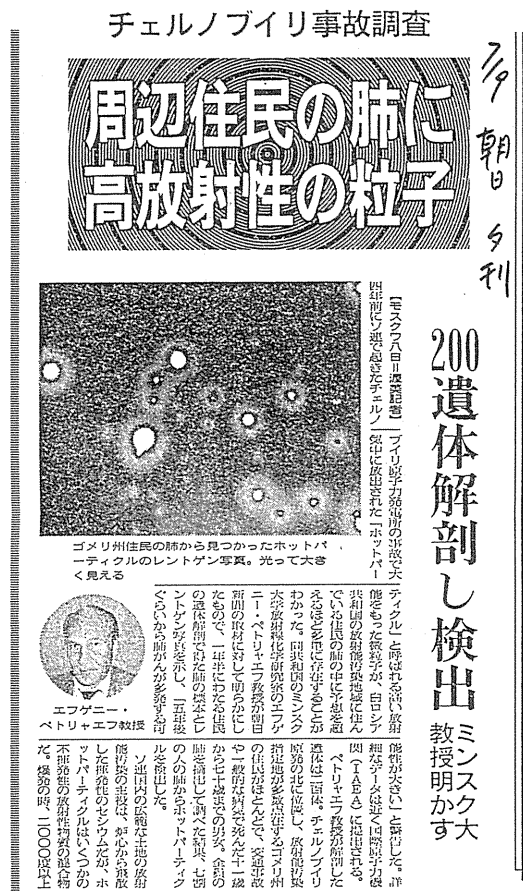 チェルノブイリ事故調査
周辺住民の肺に
高放射性の粒子
7/9 朝日 夕刊
200遺体解剖し検出
ミンスク大
教授明かす
【モスクワ八日＝渥美記者】
四年前にソ連で起きたチェルノ
ブイリ原子力発電所の事故で大
気中に放出された「ホットパー
ティクル」と呼ばれる高い放射
能をもった微粒子が、白ロシア
共和国の放射能汚染地域に住ん
でいる住民の肺の中に予想を超
えるほど多量に存在することが
わかった。同共和国のミンスク
大学放射線化学研究室のエフゲ
ニー・ペトリャエフ教授が朝日
新聞の取材に対して明らかにし
たもので、一年半にわたる住民
の遺体解剖で得た肺の標本とレ
ントゲン写真を示し、「五年後
ぐらいから肺がんが多発する可
能性が大きい」と警告した。詳
細なデータは近く国際原子力機
関（IAEA）に提出される。
ペトリャエフ教授が解剖した
遺体は二百体。チェルノブイリ
原発の北に位置し、放射能汚染
指定地が多数点在するゴメリ州
の住民がほとんどで、交通事故
や一般的な病気で死んだ十一歳
から七十歳までの男女。全員の
肺を摘出して調べた結果、七割
の人の肺からホットパーティク
ルを検出した。
ソ連国内の広範な土地の放射
能汚染の主役は、炉心から飛散
した揮発性のセシウムだが、ホ
ットパーティクルはいくつかの
不揮発性の放射性物質の混合物
だ。爆発の時、二〇〇〇度以上
ゴメリ州住民の肺から見つかったホットパ
ーティクルのレントゲン写真。光って大き
く見える
エフゲニー・
ペトリャエフ教授